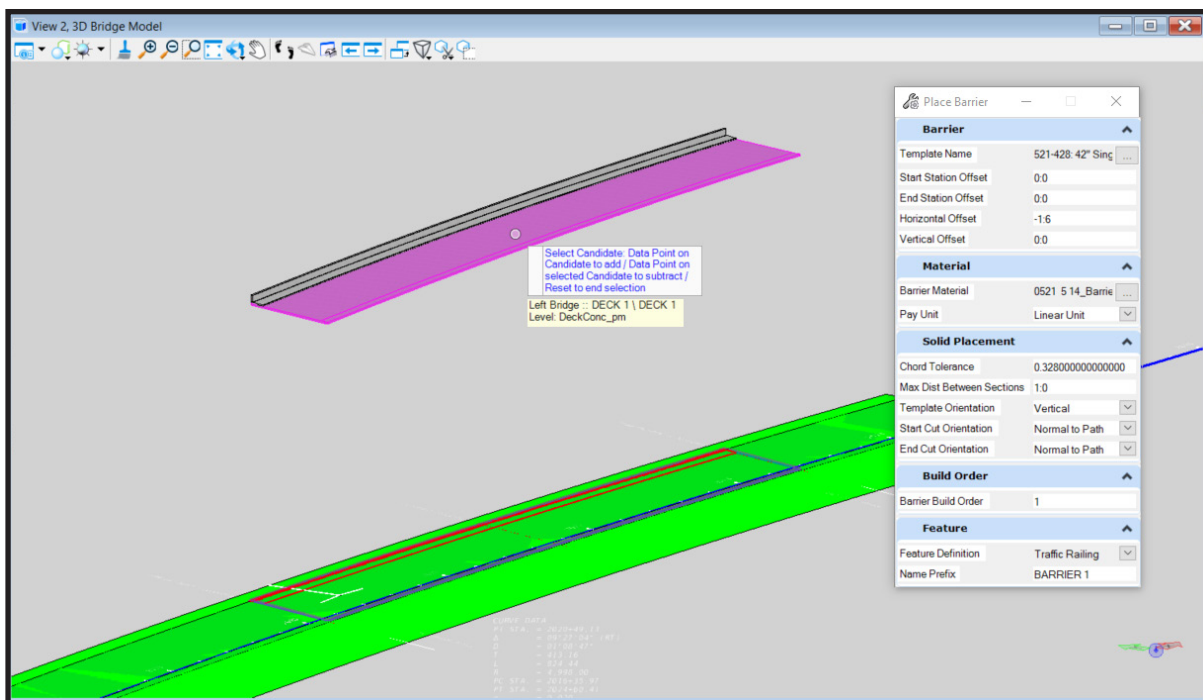 View 2, 3D Bridge Model
Place Barrier
Barrier
Template Name 521-428: 42" Sing ...
Start Station Offset 0:0
End Station Offset 0:0
Horizontal Offset -1:6
Vertical Offset 0:0
Material
Barrier Material 0521 5 14_Barrie ...
Pay Unit Linear Unit
Solid Placement
Chord Tolerance 0.328000000000000
Max Dist Between Sections 1:0
Template Orientation Vertical
Start Cut Orientation Normal to Path
End Cut Orientation Normal to Path
Build Order
Barrier Build Order 1
Feature
Feature Definition Traffic Railing
Name Prefix BARRIER 1
Select Candidate: Data Point on
Candidate to add / Data Point on
selected Candidate to subtract /
Reset to end selection
Left Bridge :: DECK 1 \ DECK 1
Level: DeckConc_pm
CURVE DATA